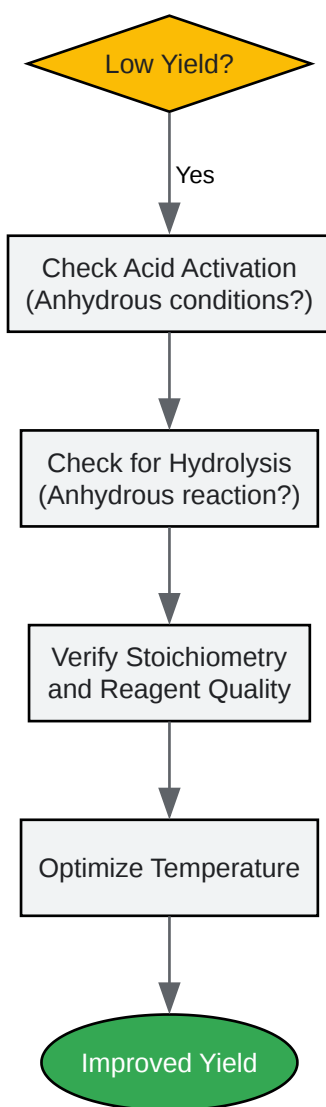 Low Yield?
Yes
Check Acid Activation
(Anhydrous conditions?)
Check for Hydrolysis
(Anhydrous reaction?)
Verify Stoichiometry
and Reagent Quality
Optimize Temperature
Improved Yield